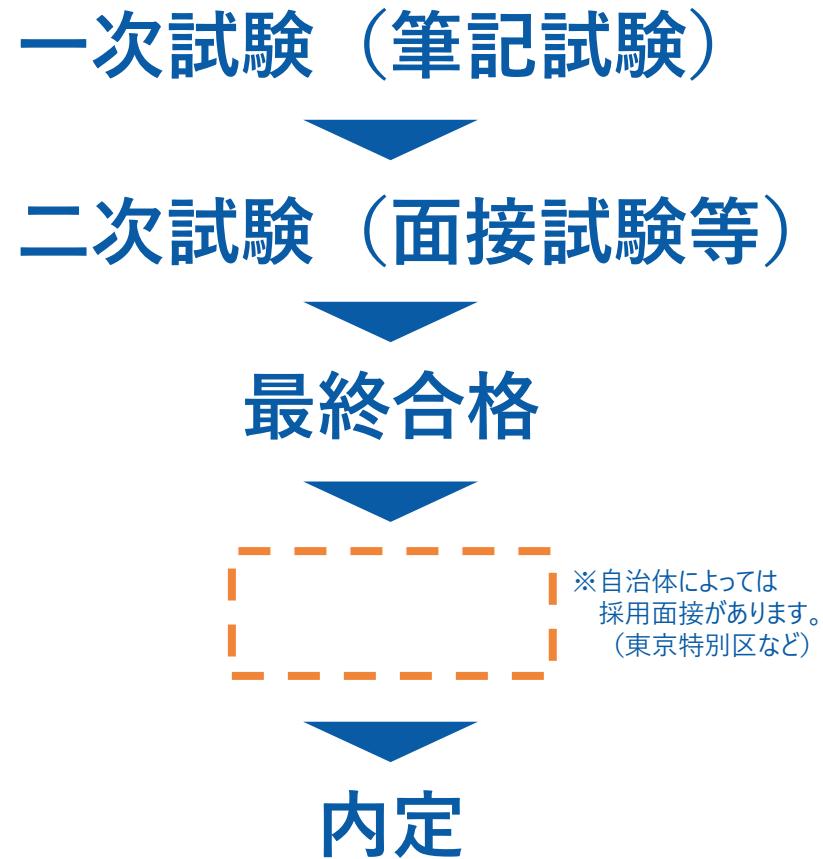 一次試験（筆記試験）
二次試験（面接試験等）
最終合格
※自治体によっては
採用面接があります。
（東京特別区など）
内定